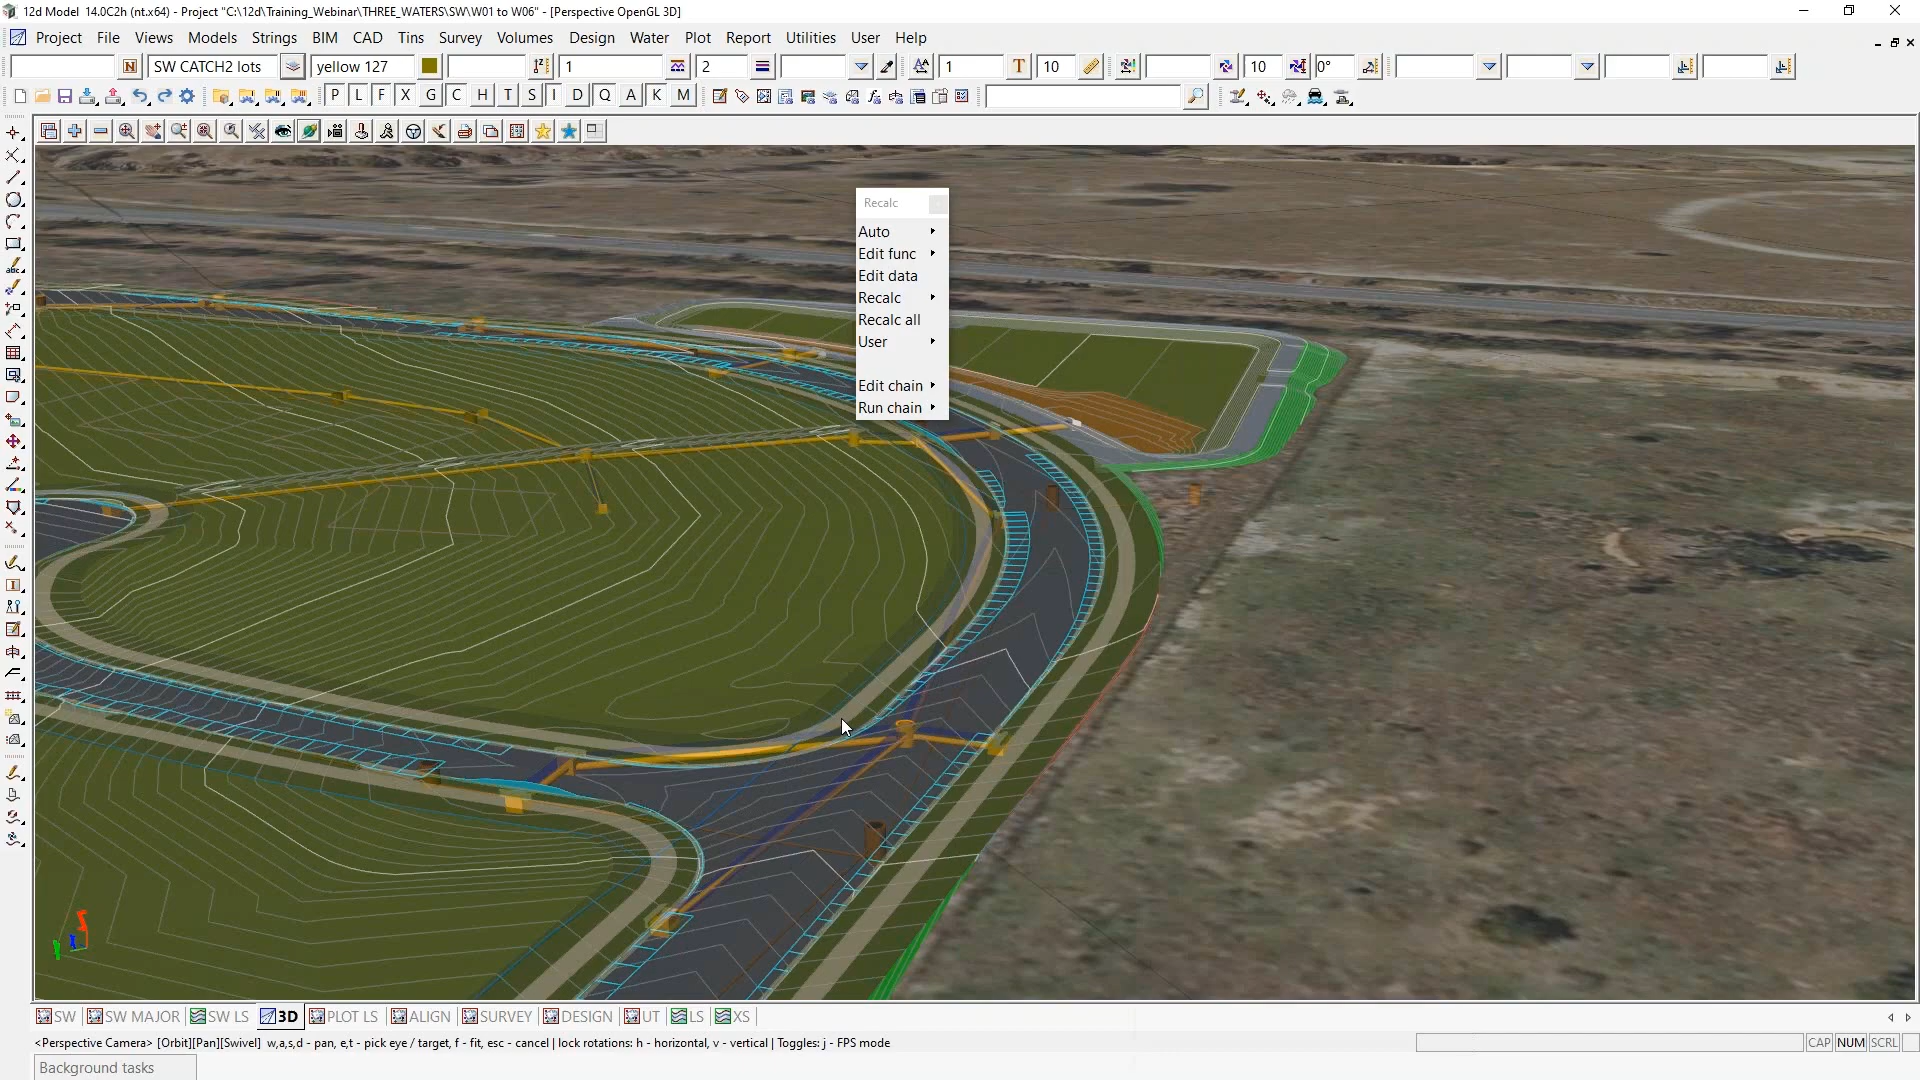 12d Model 14.0C2h (nt.x64) - Project "C:\12d\Training_Webinar\THREE_WATERS\SW\W01 to W06" - [Perspective OpenGL 3D]
Project File Views Models Strings BIM CAD Tins Survey Volumes Design Water Plot Report Utilities User Help
N SW CATCH2 lots yellow 127 1 2 1 T 10 10 0°
P L F X G C H T S I D Q A K M
Recalc
Auto
Edit func
Edit data
Recalc
Recalc all
User
Edit chain
Run chain
SW SW MAJOR SW LS 3D PLOT LS ALIGN SURVEY DESIGN UT LS XS
<Perspective Camera> [Orbit][Pan][Swivel] w,a,s,d - pan, e,t - pick eye / target, f - fit, esc - cancel | lock rotations: h - horizontal, v - vertical | Toggles: j - FPS mode
CAP NUM SCRL
Background tasks